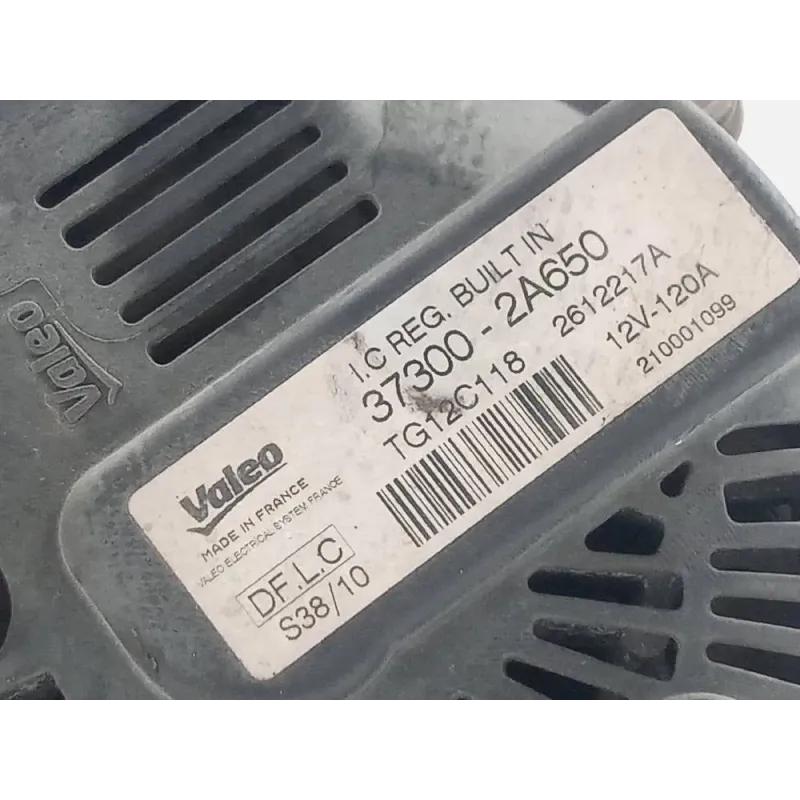 Valeo
I.C REG. BUILT IN
37300-2A650
TG12C118 2612217A
12V-120A
210001099
Valeo
MADE IN FRANCE
VALEO ELECTRICAL SYSTEM, FRANCE
DF.L.C
S38/10